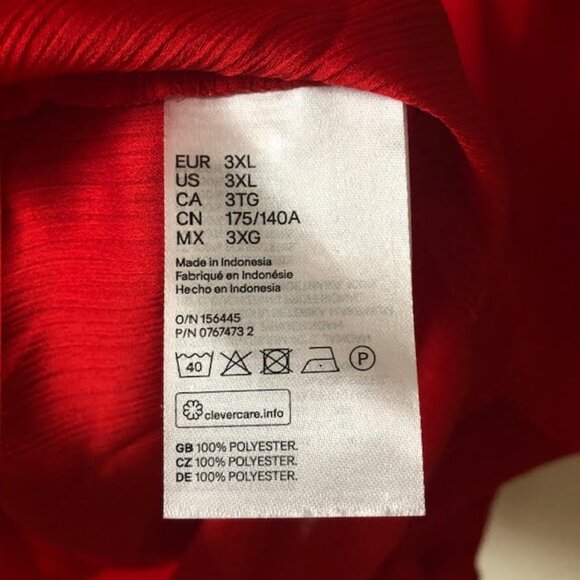 EUR 3XL
US 3XL
CA 3TG
CN 175/140A
MX 3XG
Made in Indonesia
Fabriqué en Indonésie
Hecho en Indonesia
O/N 156445
P/N 0767473 2
40 P
clevercare.info
GB 100% POLYESTER.
CZ 100% POLYESTER.
DE 100% POLYESTER.